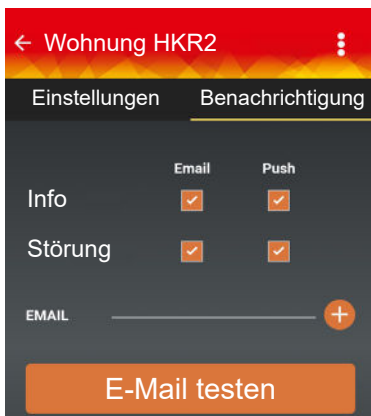 Wohnung HKR2
Einstellungen Benachrichtigung
Email Push
Info
Störung
EMAIL
E-Mail testen